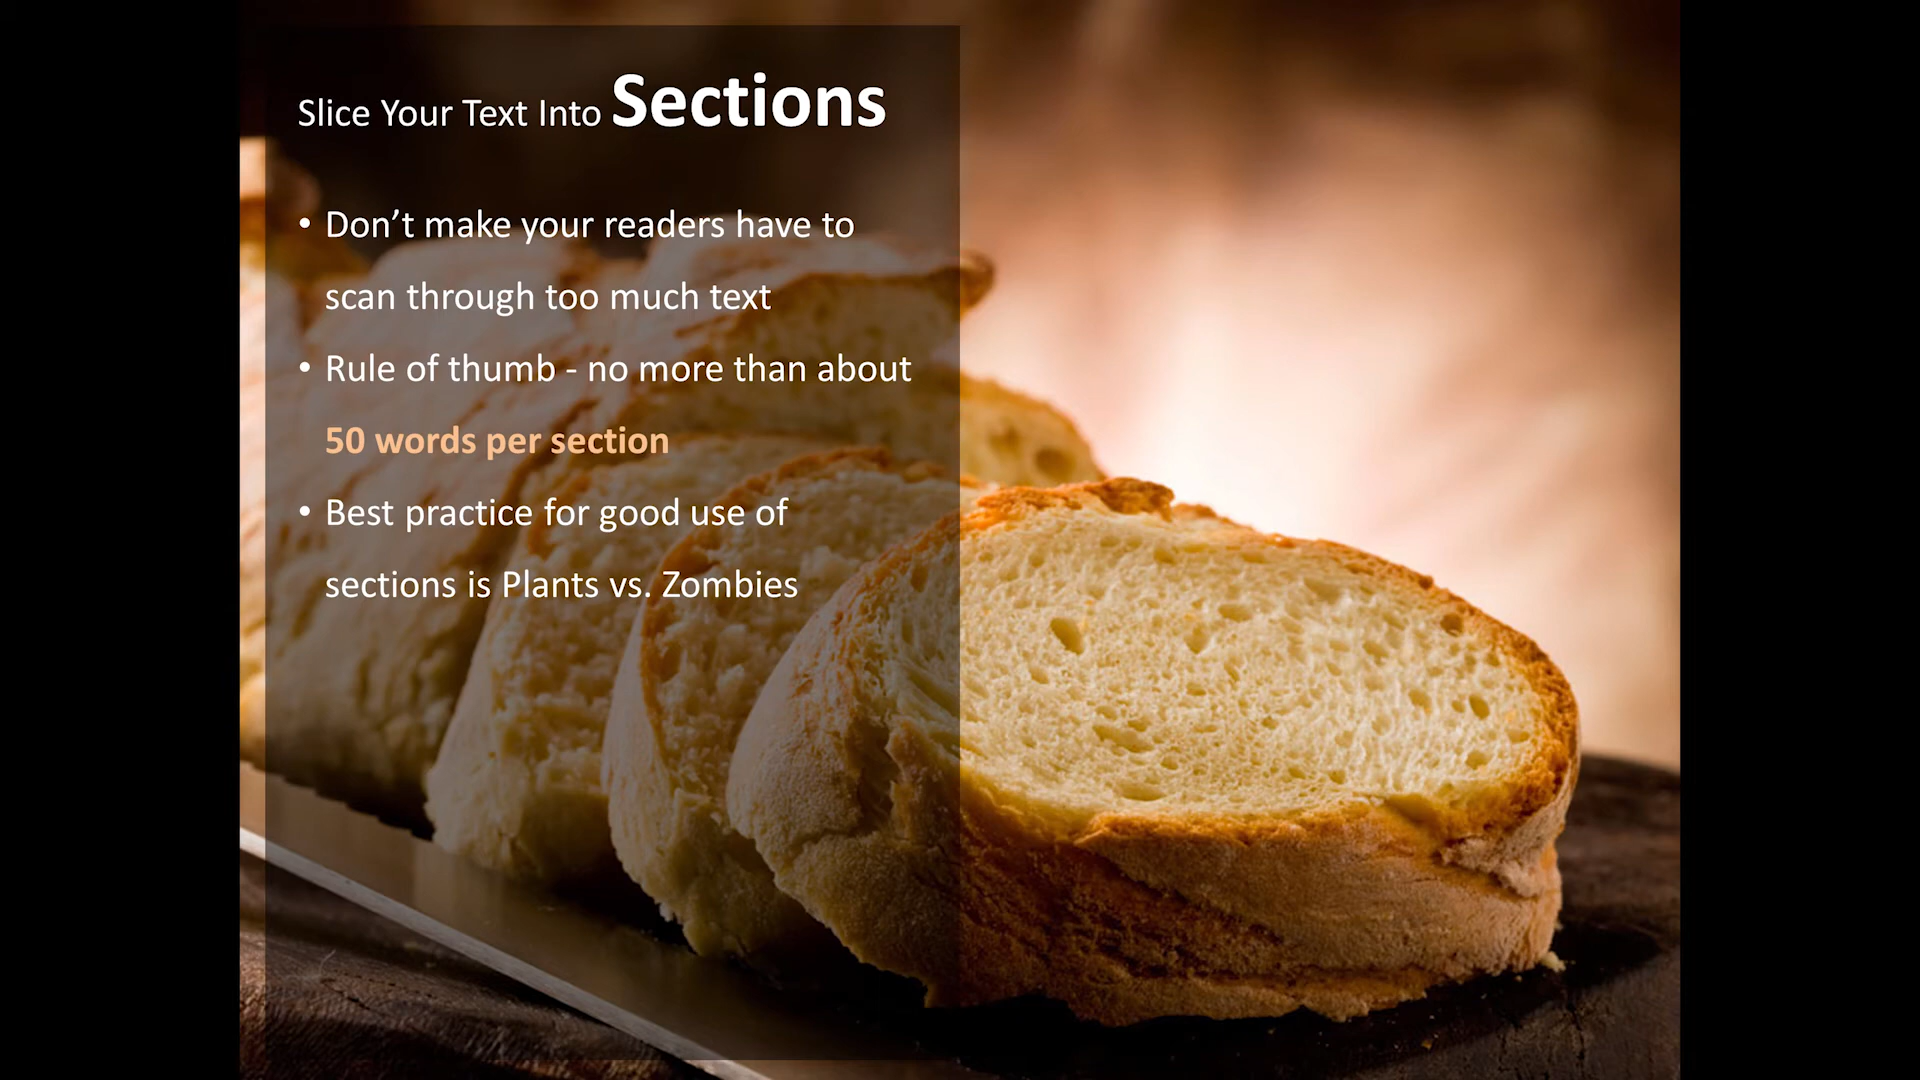 Slice Your Text Into Sections
• Don’t make your readers have to
scan through too much text
• Rule of thumb - no more than about
50 words per section
• Best practice for good use of
sections is Plants vs. Zombies